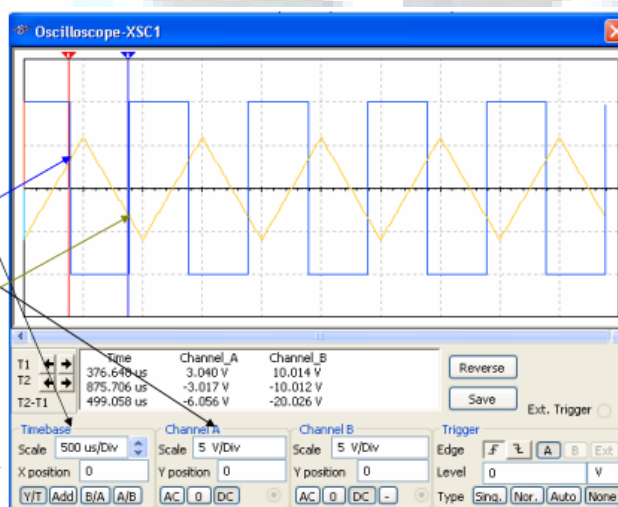 Oscilloscope-XSC1
1 2
Time Channel_A Channel_B
T1 376.648 us 3.040 V 10.014 V
T2 875.706 us -3.017 V -10.012 V
T2-T1 499.058 us -6.056 V -20.026 V
Reverse
Save
Ext. Trigger
Timebase Channel A Channel B Trigger
Scale 500 us/Div Scale 5 V/Div Scale 5 V/Div Edge A B Ext
X position 0 Y position 0 Y position 0 Level 0 V
Y/T Add B/A A/B AC 0 DC AC 0 DC - Type Sing. Nor. Auto None